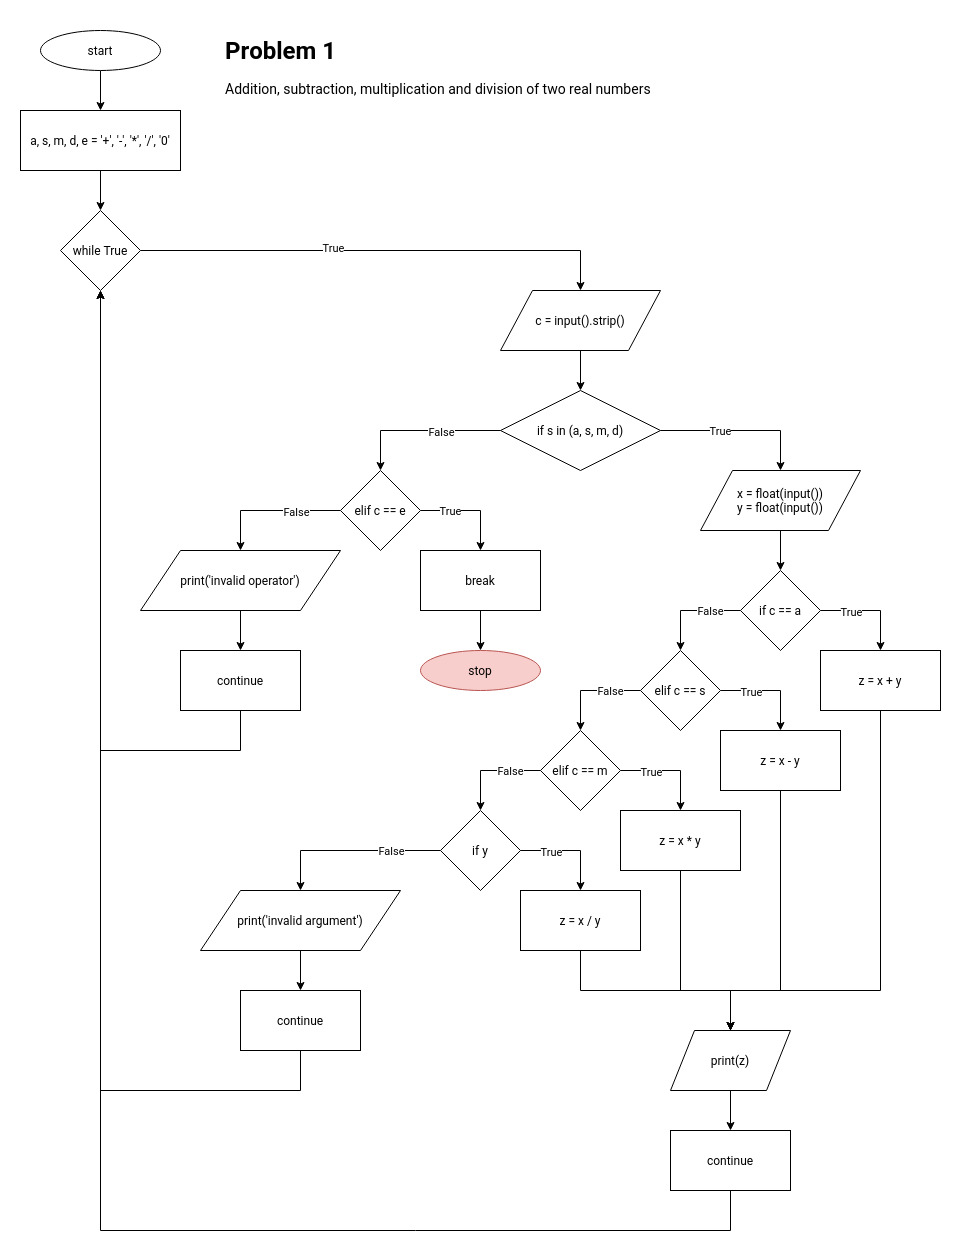 start
Problem 1
Addition, subtraction, multiplication and division of two real numbers
a, s, m, d, e = '+', '-', '*', '/', '0'
while True
True
c = input().strip()
if s in (a, s, m, d)
False
True
elif c == e
False
True
x = float(input())
y = float(input())
print('invalid operator')
break
if c == a
False
True
continue
stop
elif c == s
False
True
z = x + y
elif c == m
False
True
z = x - y
if y
False
True
z = x * y
print('invalid argument')
z = x / y
continue
print(z)
continue